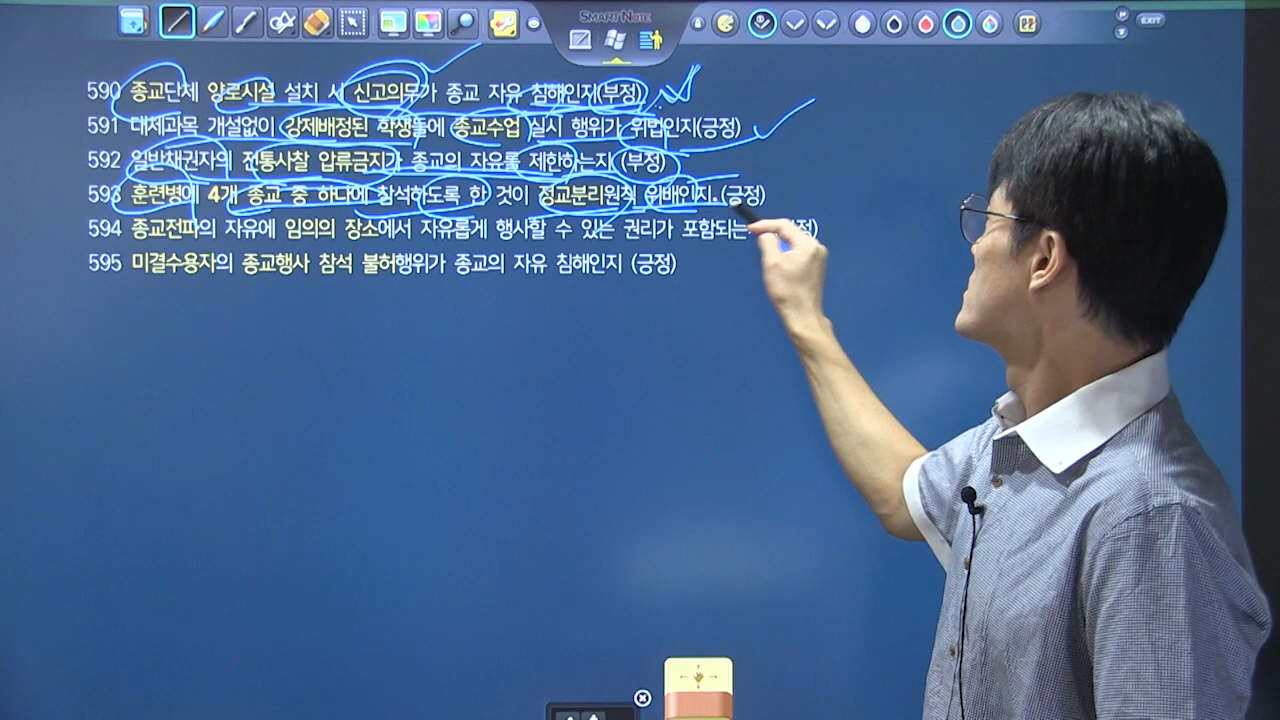 SMART NOTE
EXIT
590 종교단체 양로시설 설치 시 신고의무가 종교 자유 침해인지(부정)
591 대체과목 개설없이 강제배정된 학생들에 종교수업 실시 행위가 위법인지(긍정)
592 일반채권자의 전통사찰 압류금지가 종교의 자유를 제한하는지 (부정)
593 훈련병에 4개 종교 중 하나에 참석하도록 한 것이 정교분리원칙 위배인지. (긍정)
594 종교전파의 자유에 임의의 장소에서 자유롭게 행사할 수 있는 권리가 포함되는 정)
595 미결수용자의 종교행사 참석 불허행위가 종교의 자유 침해인지 (긍정)